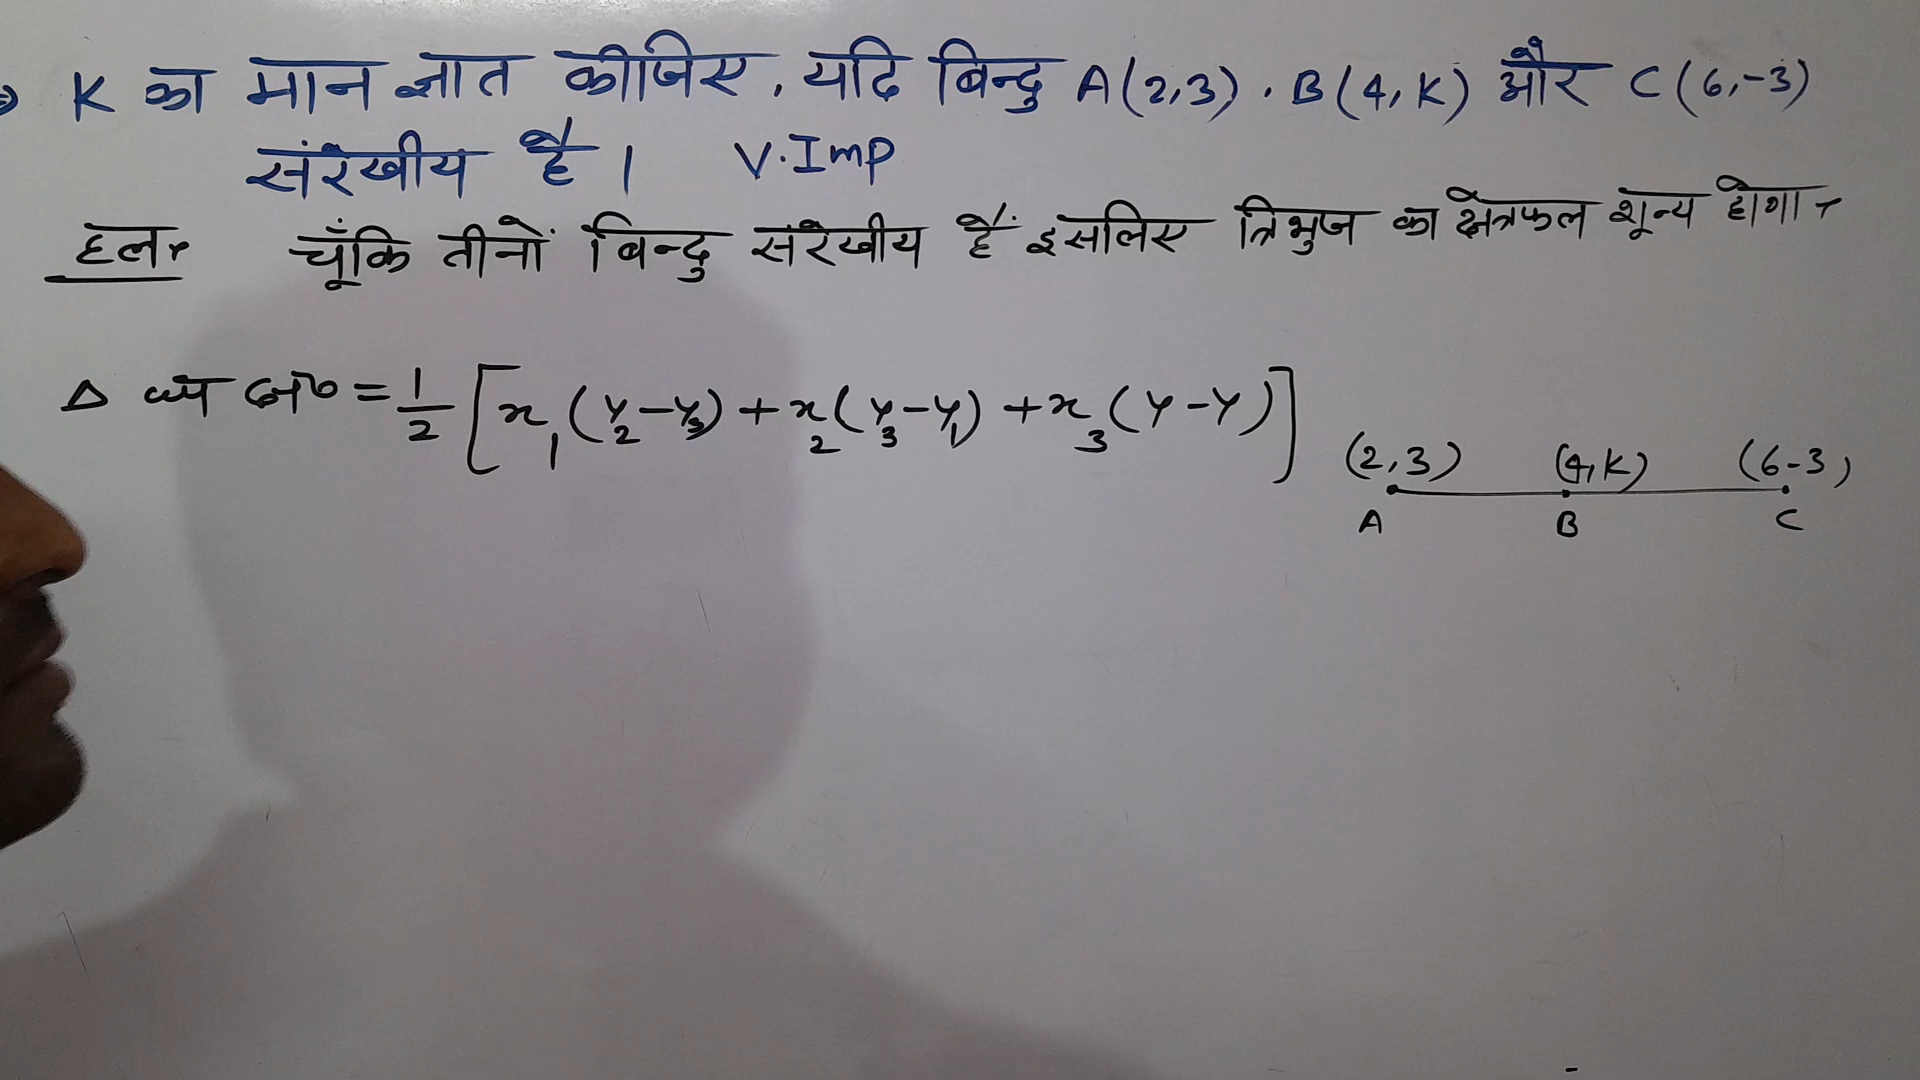 K का मान ज्ञात कीजिए, यदि बिन्दु A(2,3), B(4,K) और C(6,-3)
संरेखीय है। V.Imp
हल चूँकि तीनों बिन्दु संरेखीय हैं इसलिए त्रिभुज का क्षेत्रफल शून्य होगा
Δ का क्षे० = 1/2 [x₁(y₂-y₃)+x₂(y₃-y₁)+x₃(y-y)]
(2,3) (4,K) (6-3)
A B C